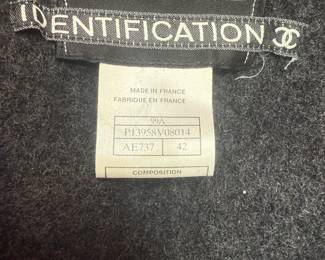 IDENTIFICATION
MADE IN FRANCE
FABRIQUE EN FRANCE
99A
P13958V08014
AE737 42
COMPOSITION